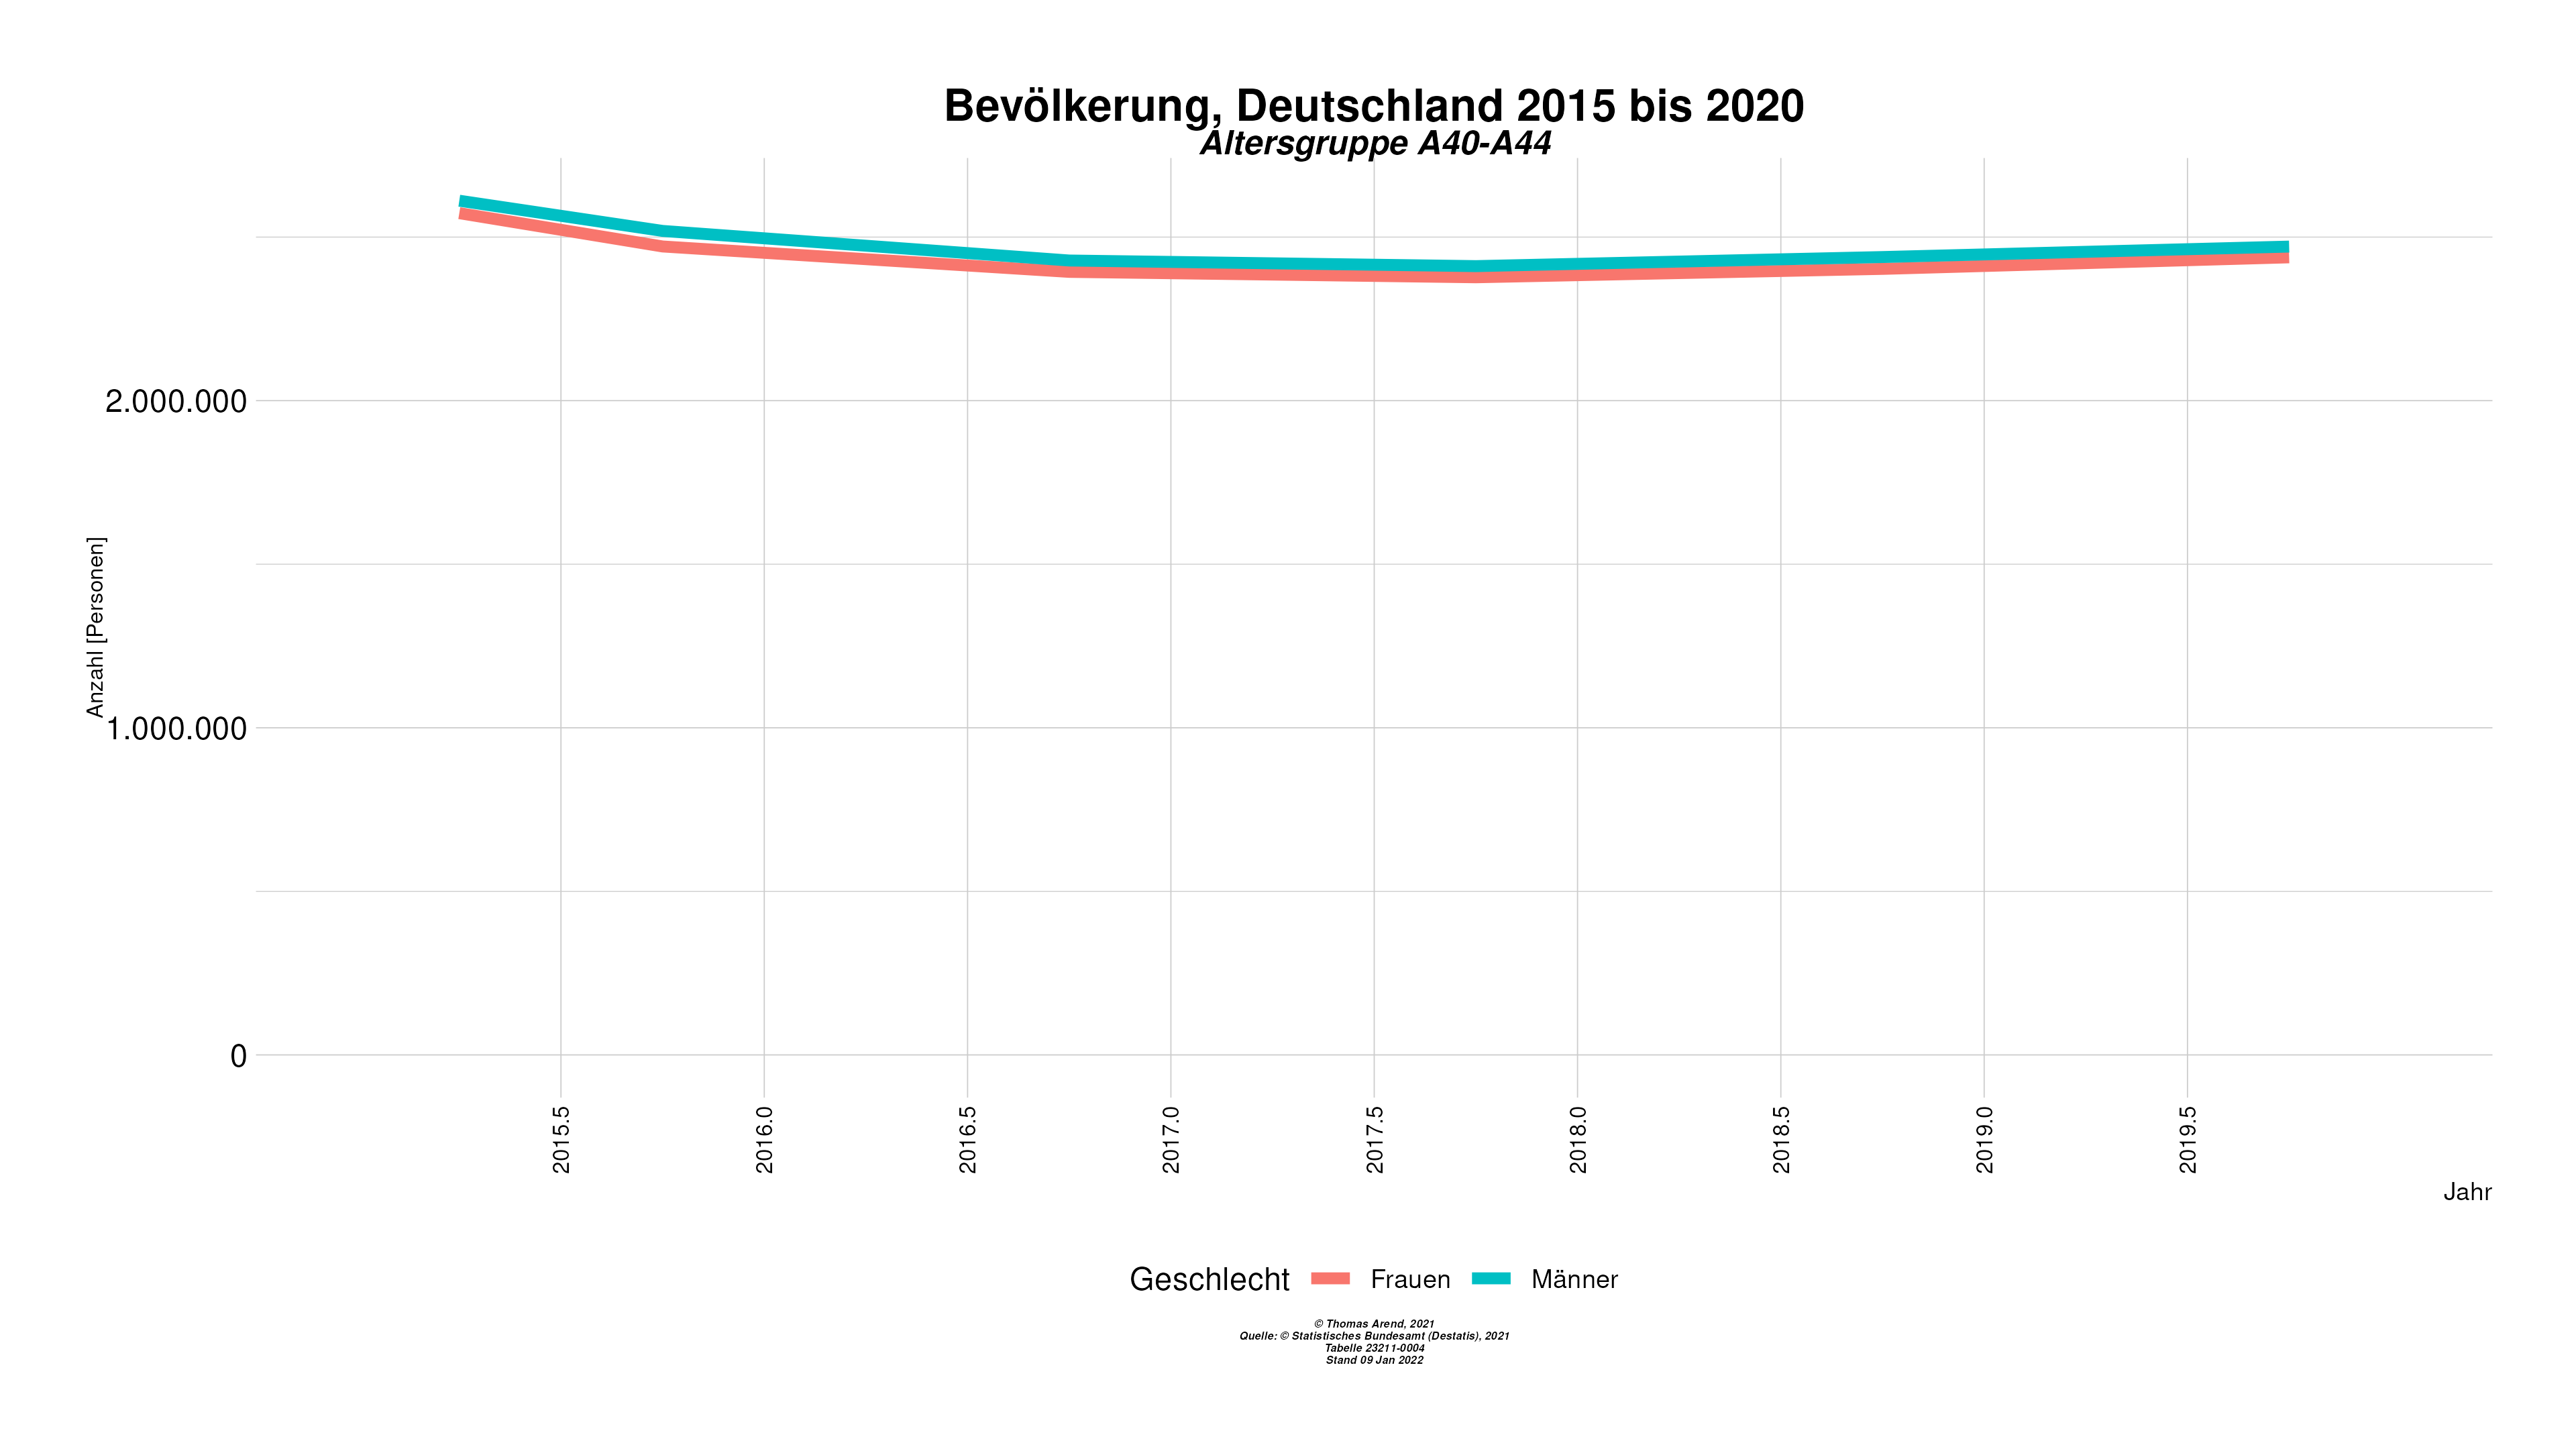 Bevölkerung, Deutschland 2015 bis 2020
Altersgruppe A40-A44
Anzahl [Personen]
2.000.000
1.000.000
0
2015.5
2016.0
2016.5
2017.0
2017.5
2018.0
2018.5
2019.0
2019.5
Jahr
Geschlecht Frauen Männer
© Thomas Arend, 2021
Quelle: © Statistisches Bundesamt (Destatis), 2021
Tabelle 23211-0004
Stand 09 Jan 2022